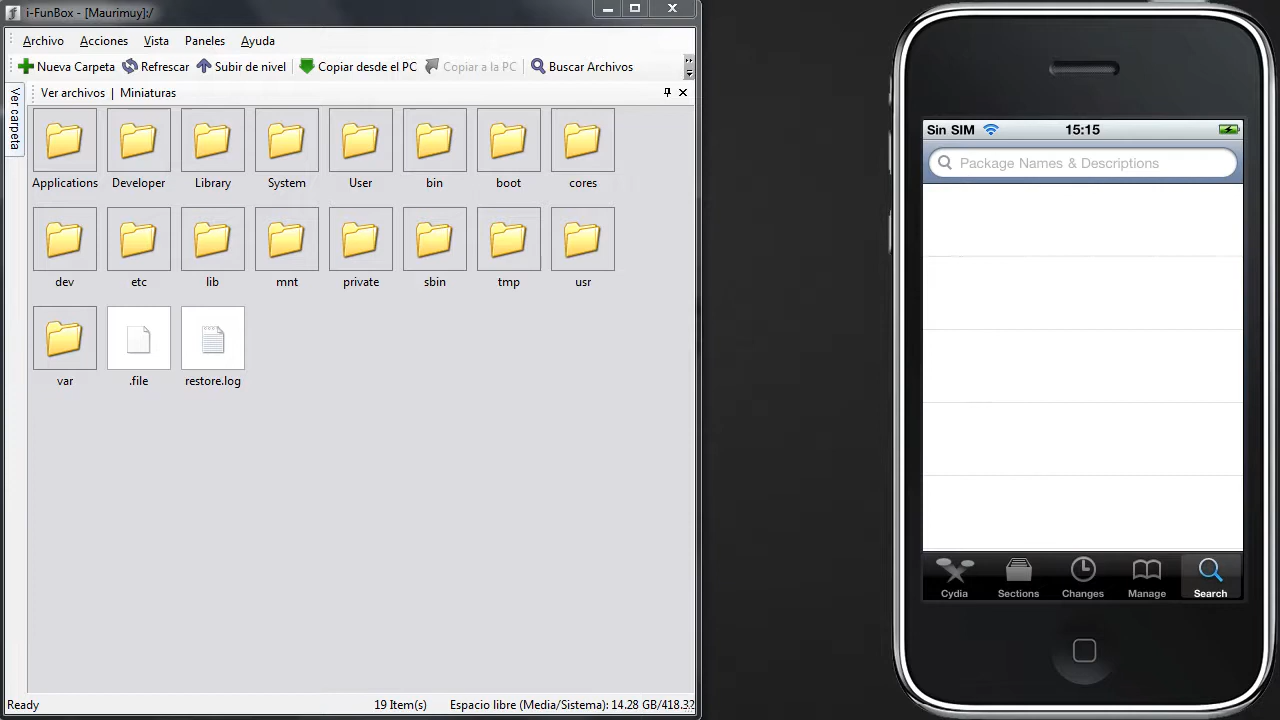 i-FunBox - [Maurimuy]:/
Archivo Acciones Vista Paneles Ayuda
Nueva Carpeta Refrescar Subir de nivel Copiar desde el PC Copiar a la PC Buscar Archivos
Ver carpeta
Ver archivos | Miniaturas
Applications Developer Library System User bin boot cores
dev etc lib mnt private sbin tmp usr
var .file restore.log
Ready 19 Item(s) Espacio libre (Media/Sistema): 14.28 GB/418.32
Sin SIM 15:15
Package Names & Descriptions
Cydia Sections Changes Manage Search